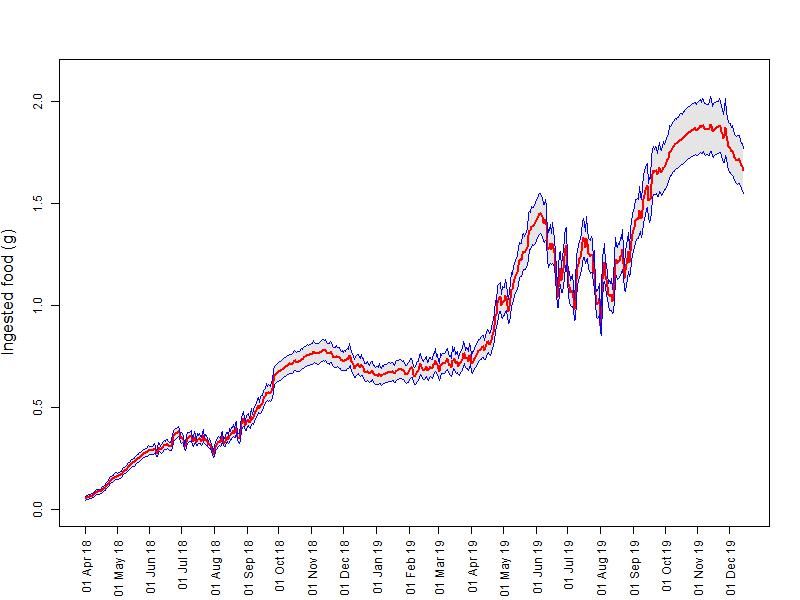 Ingested food (g)
2.0
1.5
1.0
0.5
0.0
01 Apr 18
01 May 18
01 Jun 18
01 Jul 18
01 Aug 18
01 Sep 18
01 Oct 18
01 Nov 18
01 Dec 18
01 Jan 19
01 Feb 19
01 Mar 19
01 Apr 19
01 May 19
01 Jun 19
01 Jul 19
01 Aug 19
01 Sep 19
01 Oct 19
01 Nov 19
01 Dec 19